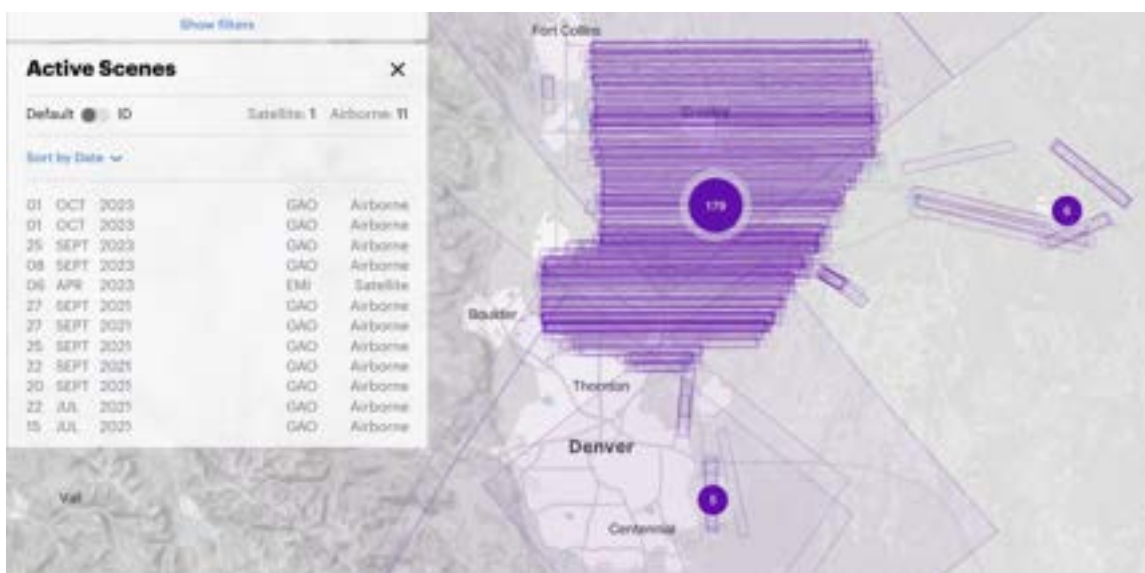 Show filters
Active Scenes ×
Default ID Satellite: 1 Airborne: 11
Sort by Date
01 OCT 2023 GAO Airborne
01 OCT 2023 GAO Airborne
25 SEPT 2023 GAO Airborne
08 SEPT 2023 GAO Airborne
06 APR 2023 EMI Satellite
27 SEPT 2021 GAO Airborne
27 SEPT 2021 GAO Airborne
25 SEPT 2021 GAO Airborne
22 SEPT 2021 GAO Airborne
20 SEPT 2021 GAO Airborne
22 JUL 2021 GAO Airborne
15 JUL 2021 GAO Airborne
Fort Collins
Greeley
179
6
Boulder
Thornton
Denver
Vail
5
Centennial